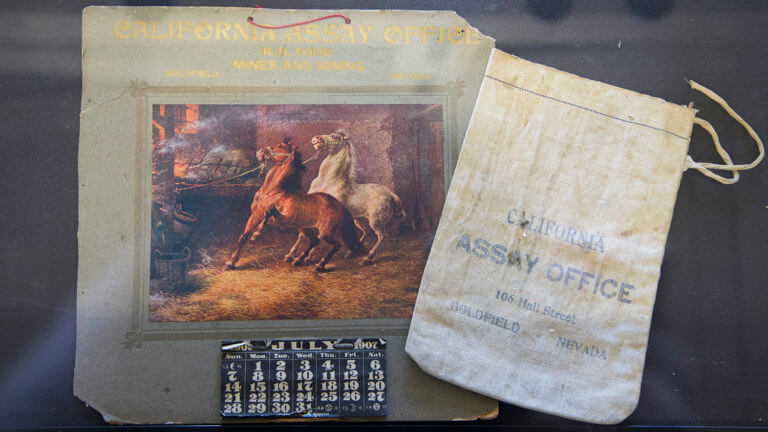 CALIFORNIA ASSAY OFFICE
MINES AND MINING
GOLDFIELD NEVADA
JULY 1907
Sun. Mon. Tue. Wed. Thu. Fri. Sat.
1 2 3 4 5 6
7 8 9 10 11 12 13
14 15 16 17 18 19 20
21 22 23 24 25 26 27
28 29 30 31
CALIFORNIA
ASSAY OFFICE
106 Hall Street
GOLDFIELD - NEVADA